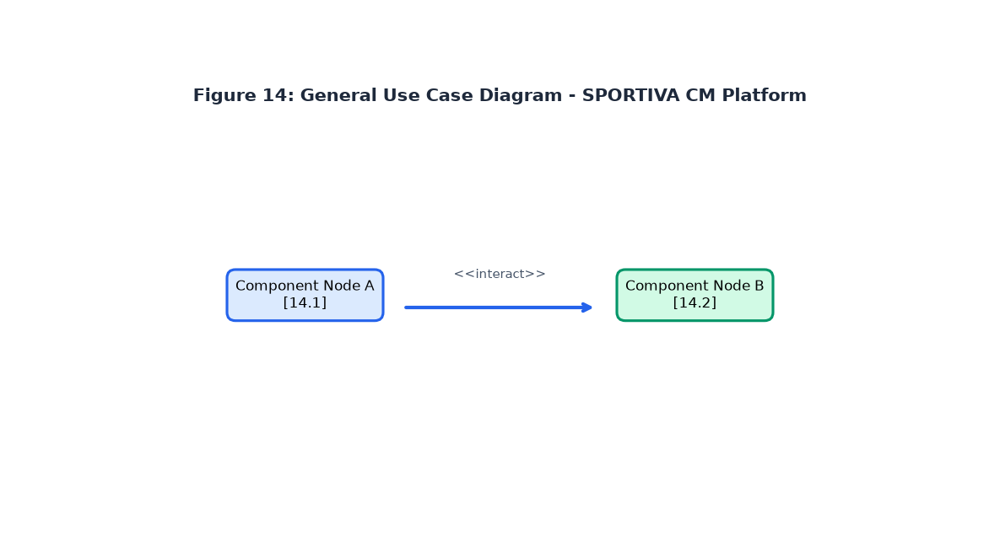 Figure 14: General Use Case Diagram - SPORTIVA CM Platform
<<interact>>
Component Node A
[14.1]
Component Node B
[14.2]